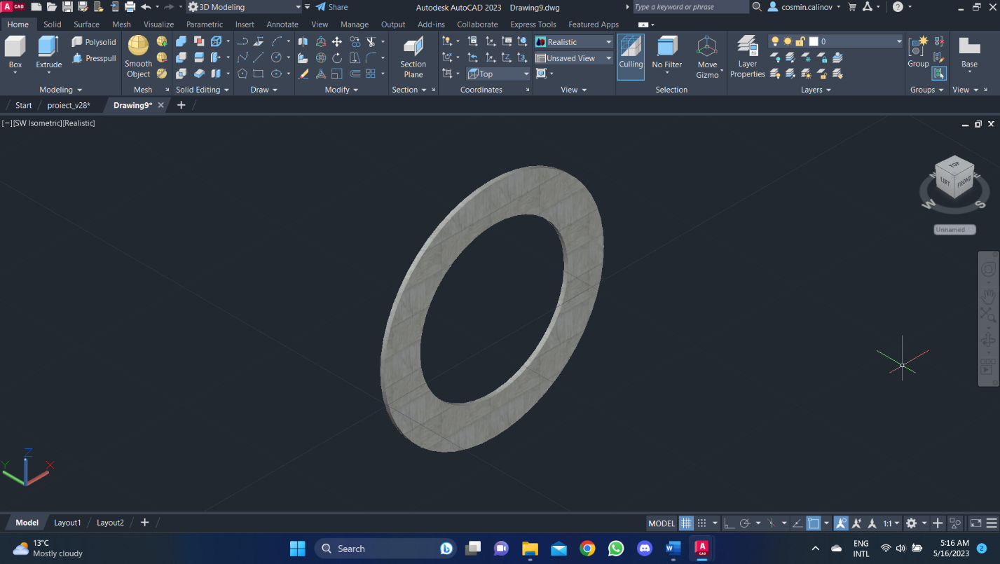 A CAD 3D Modeling Share Autodesk AutoCAD 2023 Drawing9.dwg Type a keyword or phrase cosmin.calinov
Home Solid Surface Mesh Visualize Parametric Insert Annotate View Manage Output Add-ins Collaborate Express Tools Featured Apps
Box
Extrude
Polysolid
Presspull
Modeling
Smooth
Object
Mesh
Solid Editing
Draw
Modify
Section
Plane
Section
Top
Coordinates
Realistic
Unsaved View
View
Culling
No Filter
Move
Gizmo
Selection
Layer
Properties
0
Layers
Group
Groups
Base
View
Start proiect_v28* Drawing9*
[−][SW Isometric][Realistic]
TOP
LEFT FRONT
W S
Unnamed
Z
Y X
Model Layout1 Layout2
MODEL 1:1
13°C
Mostly cloudy
Search
A
CAD
ENG
INTL
5:16 AM
5/16/2023
2